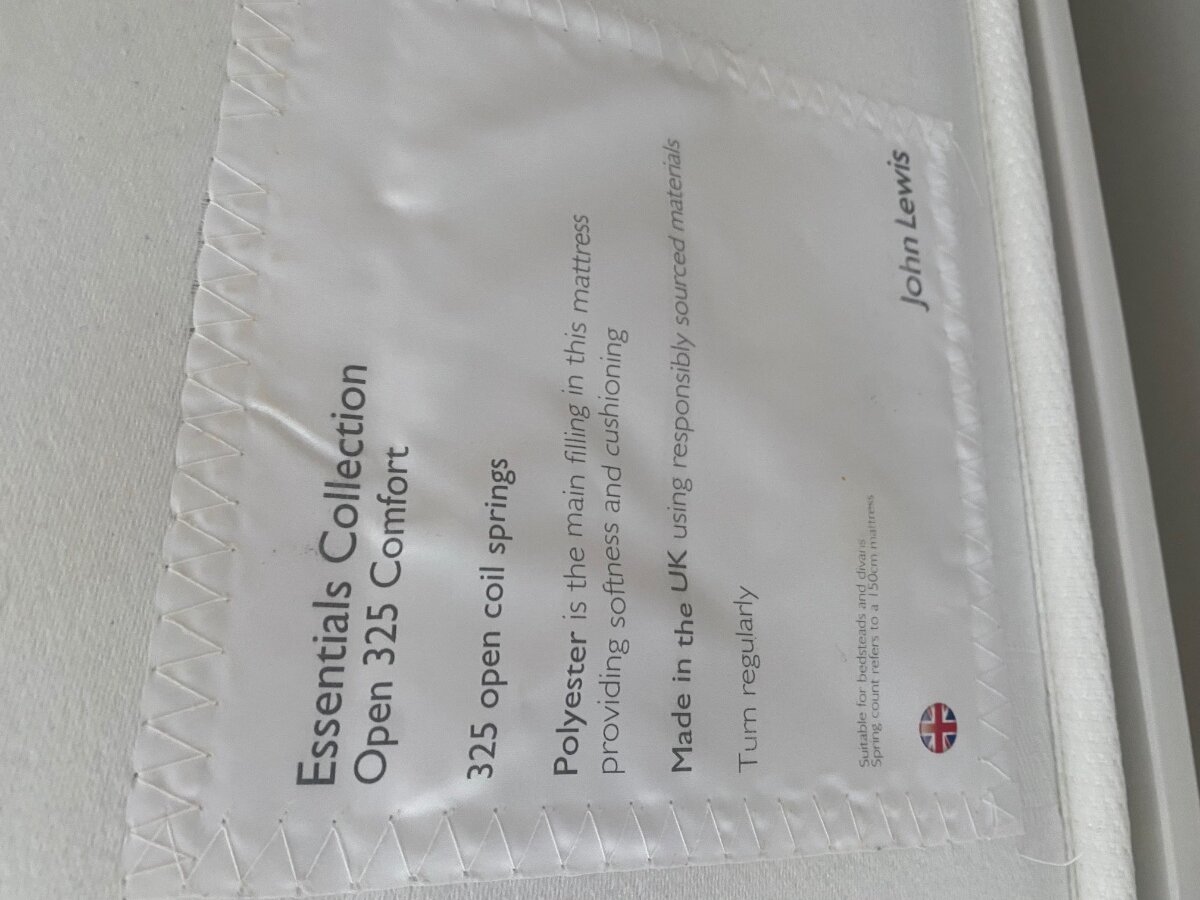 Essentials Collection
Open 325 Comfort
325 open coil springs
Polyester is the main filling in this mattress
providing softness and cushioning
Made in the UK using responsibly sourced materials
Turn regularly
Suitable for bedsteads and divans
Spring count refers to a 150cm mattress
John Lewis